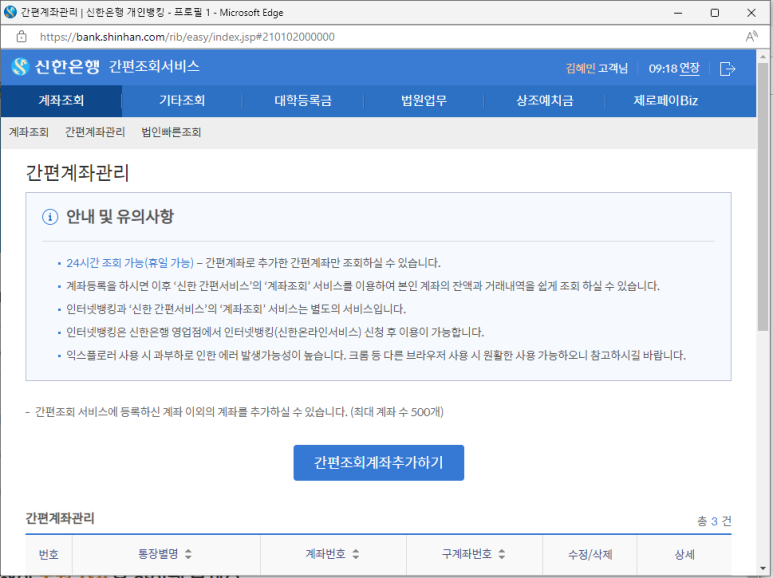 간편계좌관리 | 신한은행 개인뱅킹 - 프로필 1 - Microsoft Edge
https://bank.shinhan.com/rib/easy/index.jsp#210102000000
신한은행 간편조회서비스 김혜민 고객님 09:18 연장
계좌조회 기타조회 대학등록금 법원업무 상조예치금 제로페이Biz
계좌조회 간편계좌관리 법인빠른조회
간편계좌관리
안내 및 유의사항
• 24시간 조회 가능(휴일 가능) – 간편계좌로 추가한 간편계좌만 조회하실 수 있습니다.
• 계좌등록을 하시면 이후 ‘신한 간편서비스’의 ‘계좌조회’ 서비스를 이용하여 본인 계좌의 잔액과 거래내역을 쉽게 조회 하실 수 있습니다.
• 인터넷뱅킹과 ‘신한 간편서비스’의 ‘계좌조회’ 서비스는 별도의 서비스입니다.
• 인터넷뱅킹은 신한은행 영업점에서 인터넷뱅킹(신한온라인서비스) 신청 후 이용이 가능합니다.
• 익스플로러 사용 시 과부하로 인한 에러 발생가능성이 높습니다. 크롬 등 다른 브라우저 사용 시 원활한 사용 가능하오니 참고하시길 바랍니다.
- 간편조회 서비스에 등록하신 계좌 이외의 계좌를 추가하실 수 있습니다. (최대 계좌 수 500개)
간편조회계좌추가하기
간편계좌관리 총 3 건
번호 통장별명 계좌번호 구계좌번호 수정/삭제 상세